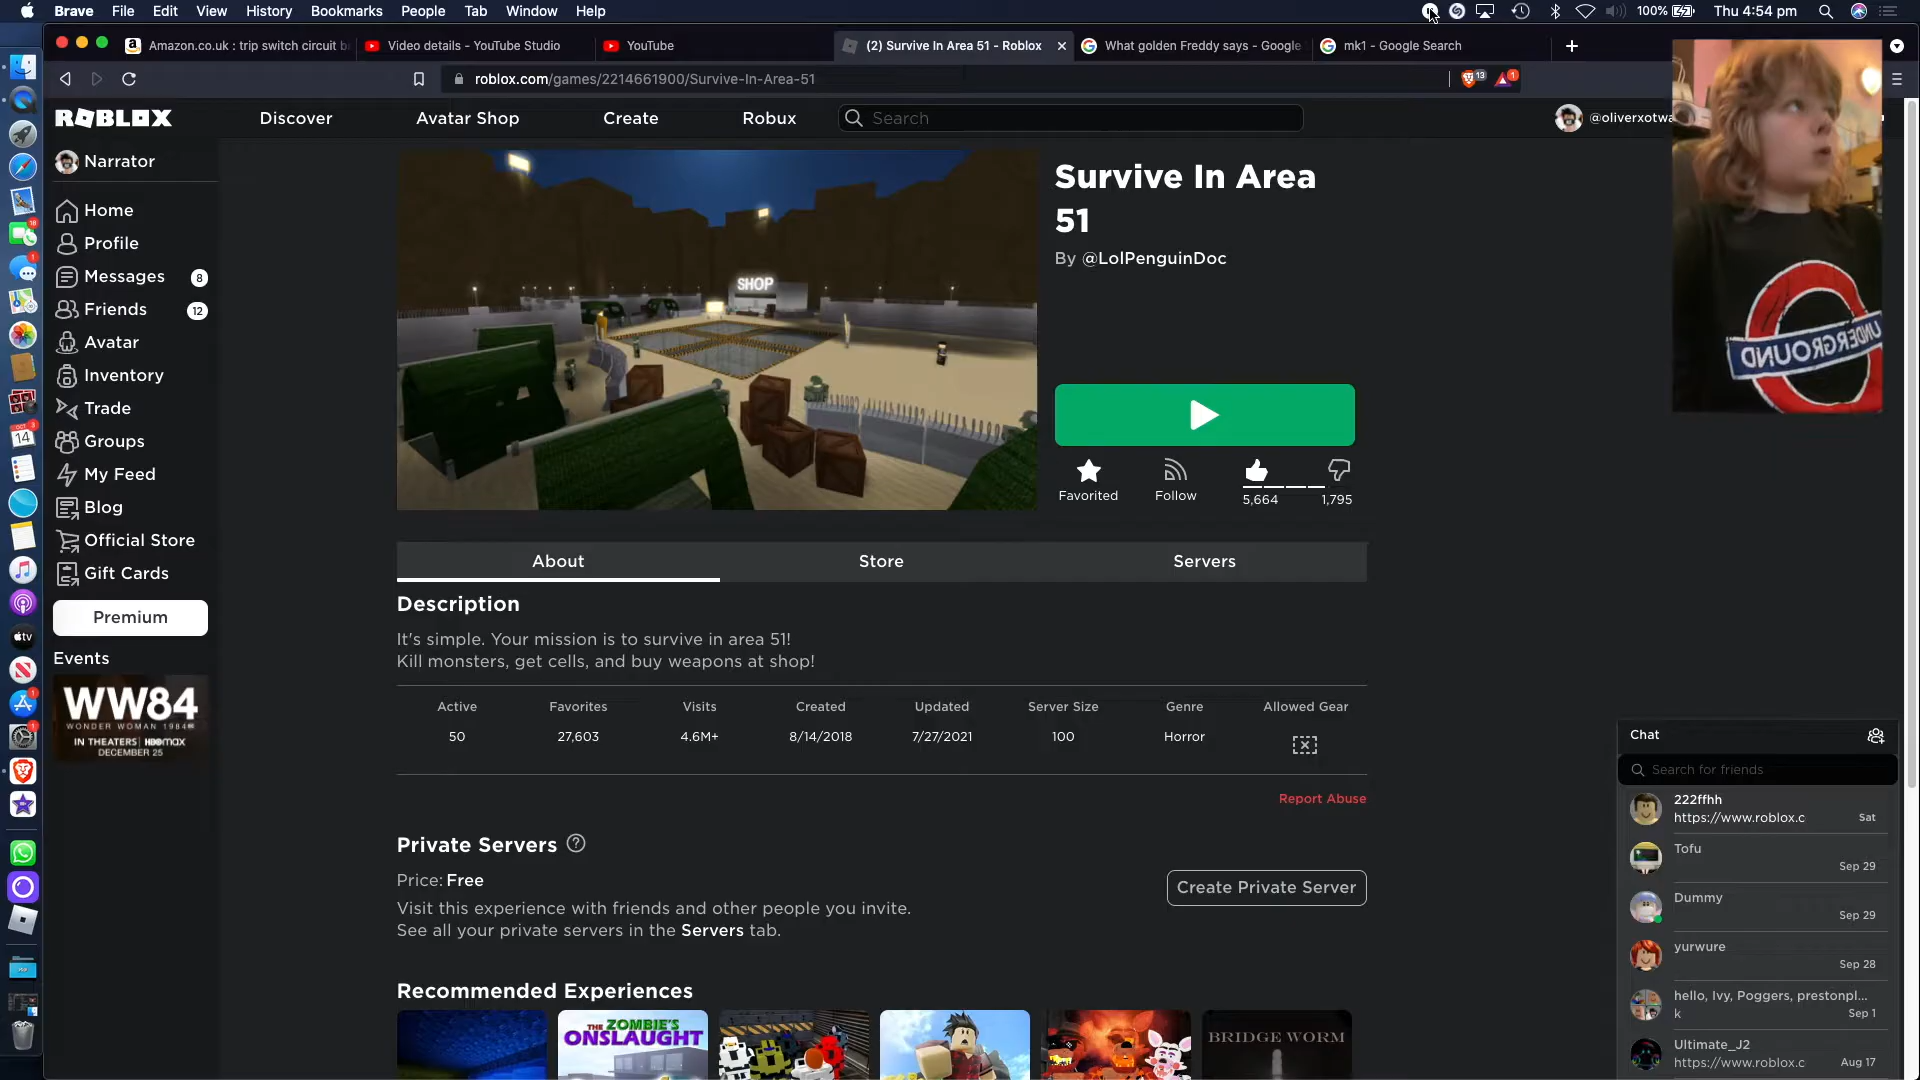 Brave File Edit View History Bookmarks People Tab Window Help 100% Thu 4:54 pm
Amazon.co.uk : trip switch circuit b Video details - YouTube Studio YouTube (2) Survive In Area 51 - Roblox What golden Freddy says - Google mk1 - Google Search
roblox.com/games/2214661900/Survive-In-Area-51 13 1
ROBLOX Discover Avatar Shop Create Robux Search @oliverxotwa
Narrator
Home
Profile
Messages 8
Friends 12
Avatar
Inventory
Trade
Groups
My Feed
Blog
Official Store
Gift Cards
Premium
Events
WW84
WONDER WOMAN 1984
IN THEATERS HBOmax
DECEMBER 25
SHOP
Survive In Area
51
By @LolPenguinDoc
Favorited Follow 5,664 1,795
UNDERGROUND
About Store Servers
Description
It's simple. Your mission is to survive in area 51!
Kill monsters, get cells, and buy weapons at shop!
Active Favorites Visits Created Updated Server Size Genre Allowed Gear
50 27,603 4.6M+ 8/14/2018 7/27/2021 100 Horror
Report Abuse
Private Servers
Price: Free
Create Private Server
Visit this experience with friends and other people you invite.
See all your private servers in the Servers tab.
Recommended Experiences
THE ZOMBIE'S
ONSLAUGHT
BRIDGE WORM
Chat
Search for friends
222ffhh
https://www.roblox.c Sat
Tofu
Sep 29
Dummy
Sep 29
yurwure
Sep 28
hello, Ivy, Poggers, prestonpl...
k Sep 1
Ultimate_J2
https://www.roblox.c Aug 17
OCT 3
14
tv